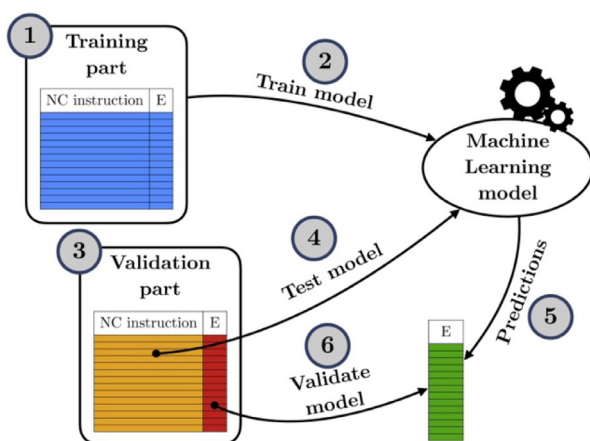 1
Training
part
NC instruction E
2
Train model
Machine
Learning
model
3
Validation
part
NC instruction E
4
Test model
5
Predictions
E
6
Validate
model